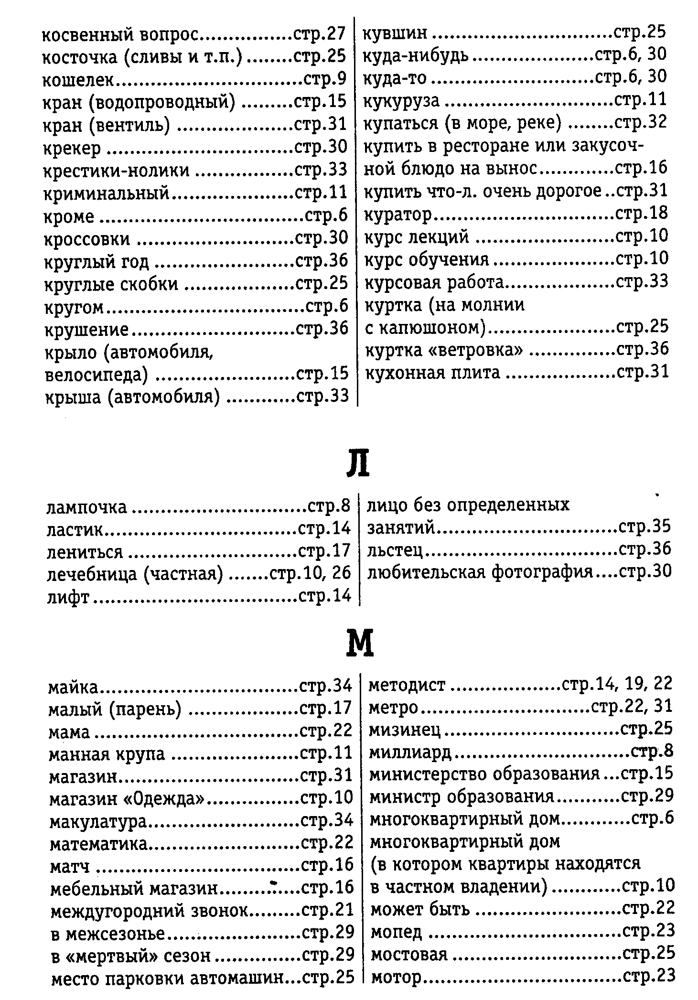 косвенный вопрос................стр.27
косточка (сливы и т.п.)........стр.25
кошелек................................стр.9
кран (водопроводный) .........стр.15
кран (вентиль) ....................стр.31
крекер ................................стр.30
крестики-нолики .................стр.33
криминальный.....................стр.11
кроме ...................................стр.6
кроссовки ...........................стр.30
круглый год ........................стр.36
круглые скобки ...................стр.25
кругом..................................стр.6
крушение............................стр.36
крыло (автомобиля,
велосипеда) ........................стр.15
крыша (автомобиля) ............стр.33
кувшин ...............................стр.25
куда-нибудь.....................стр.6, 30
куда-то ............................стр.6, 30
кукуруза .............................стр.11
купаться (в море, реке) ........стр.32
купить в ресторане или закусоч-
ной блюдо на вынос.............стр.16
купить что-л. очень дорогое..стр.31
куратор...............................стр.18
курс лекций ........................стр.10
курс обучения.....................стр.10
курсовая работа...................стр.33
куртка (на молнии
с капюшоном)......................стр.25
куртка «ветровка» ...............стр.36
кухонная плита ...................стр.31
Л
лампочка ..............................стр.8
ластик.................................стр.14
лениться .............................стр.17
лечебница (частная) .......стр.10, 26
лифт ...................................стр.14
лицо без определенных
занятий...............................стр.35
льстец.................................стр.36
любительская фотография....стр.30
М
майка..................................стр.34
малый (парень) ...................стр.17
мама ...................................стр.22
манная крупа ......................стр.11
магазин...............................стр.31
магазин «Одежда»................стр.10
макулатура..........................стр.34
математика..........................стр.22
матч ...................................стр.16
мебельный магазин..............стр.16
междугородний звонок.........стр.21
в межсезонье.......................стр.29
в «мертвый» сезон...............стр.29
место парковки автомашин...стр.25
методист ...................стр.14, 19, 22
метро.............................стр.22, 31
мизинец..............................стр.25
миллиард..............................стр.8
министерство образования...стр.15
министр образования...........стр.29
многоквартирный дом............стр.6
многоквартирный дом
(в котором квартиры находятся
в частном владении)............стр.10
может быть .........................стр.22
мопед .................................стр.23
мостовая .............................стр.25
мотор..................................стр.23